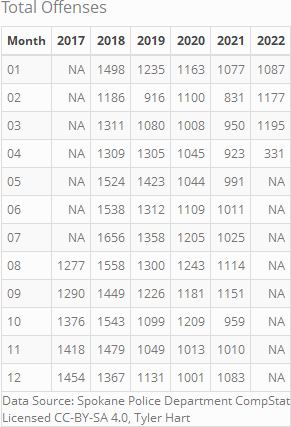 Total Offenses
Month 2017 2018 2019 2020 2021 2022
01 NA 1498 1235 1163 1077 1087
02 NA 1186 916 1100 831 1177
03 NA 1311 1080 1008 950 1195
04 NA 1309 1305 1045 923 331
05 NA 1524 1423 1044 991 NA
06 NA 1538 1312 1109 1011 NA
07 NA 1656 1358 1205 1025 NA
08 1277 1558 1300 1243 1114 NA
09 1290 1449 1226 1181 1151 NA
10 1376 1543 1099 1209 959 NA
11 1418 1479 1049 1013 1010 NA
12 1454 1367 1131 1001 1083 NA
Data Source: Spokane Police Department CompStat
Licensed CC-BY-SA 4.0, Tyler Hart